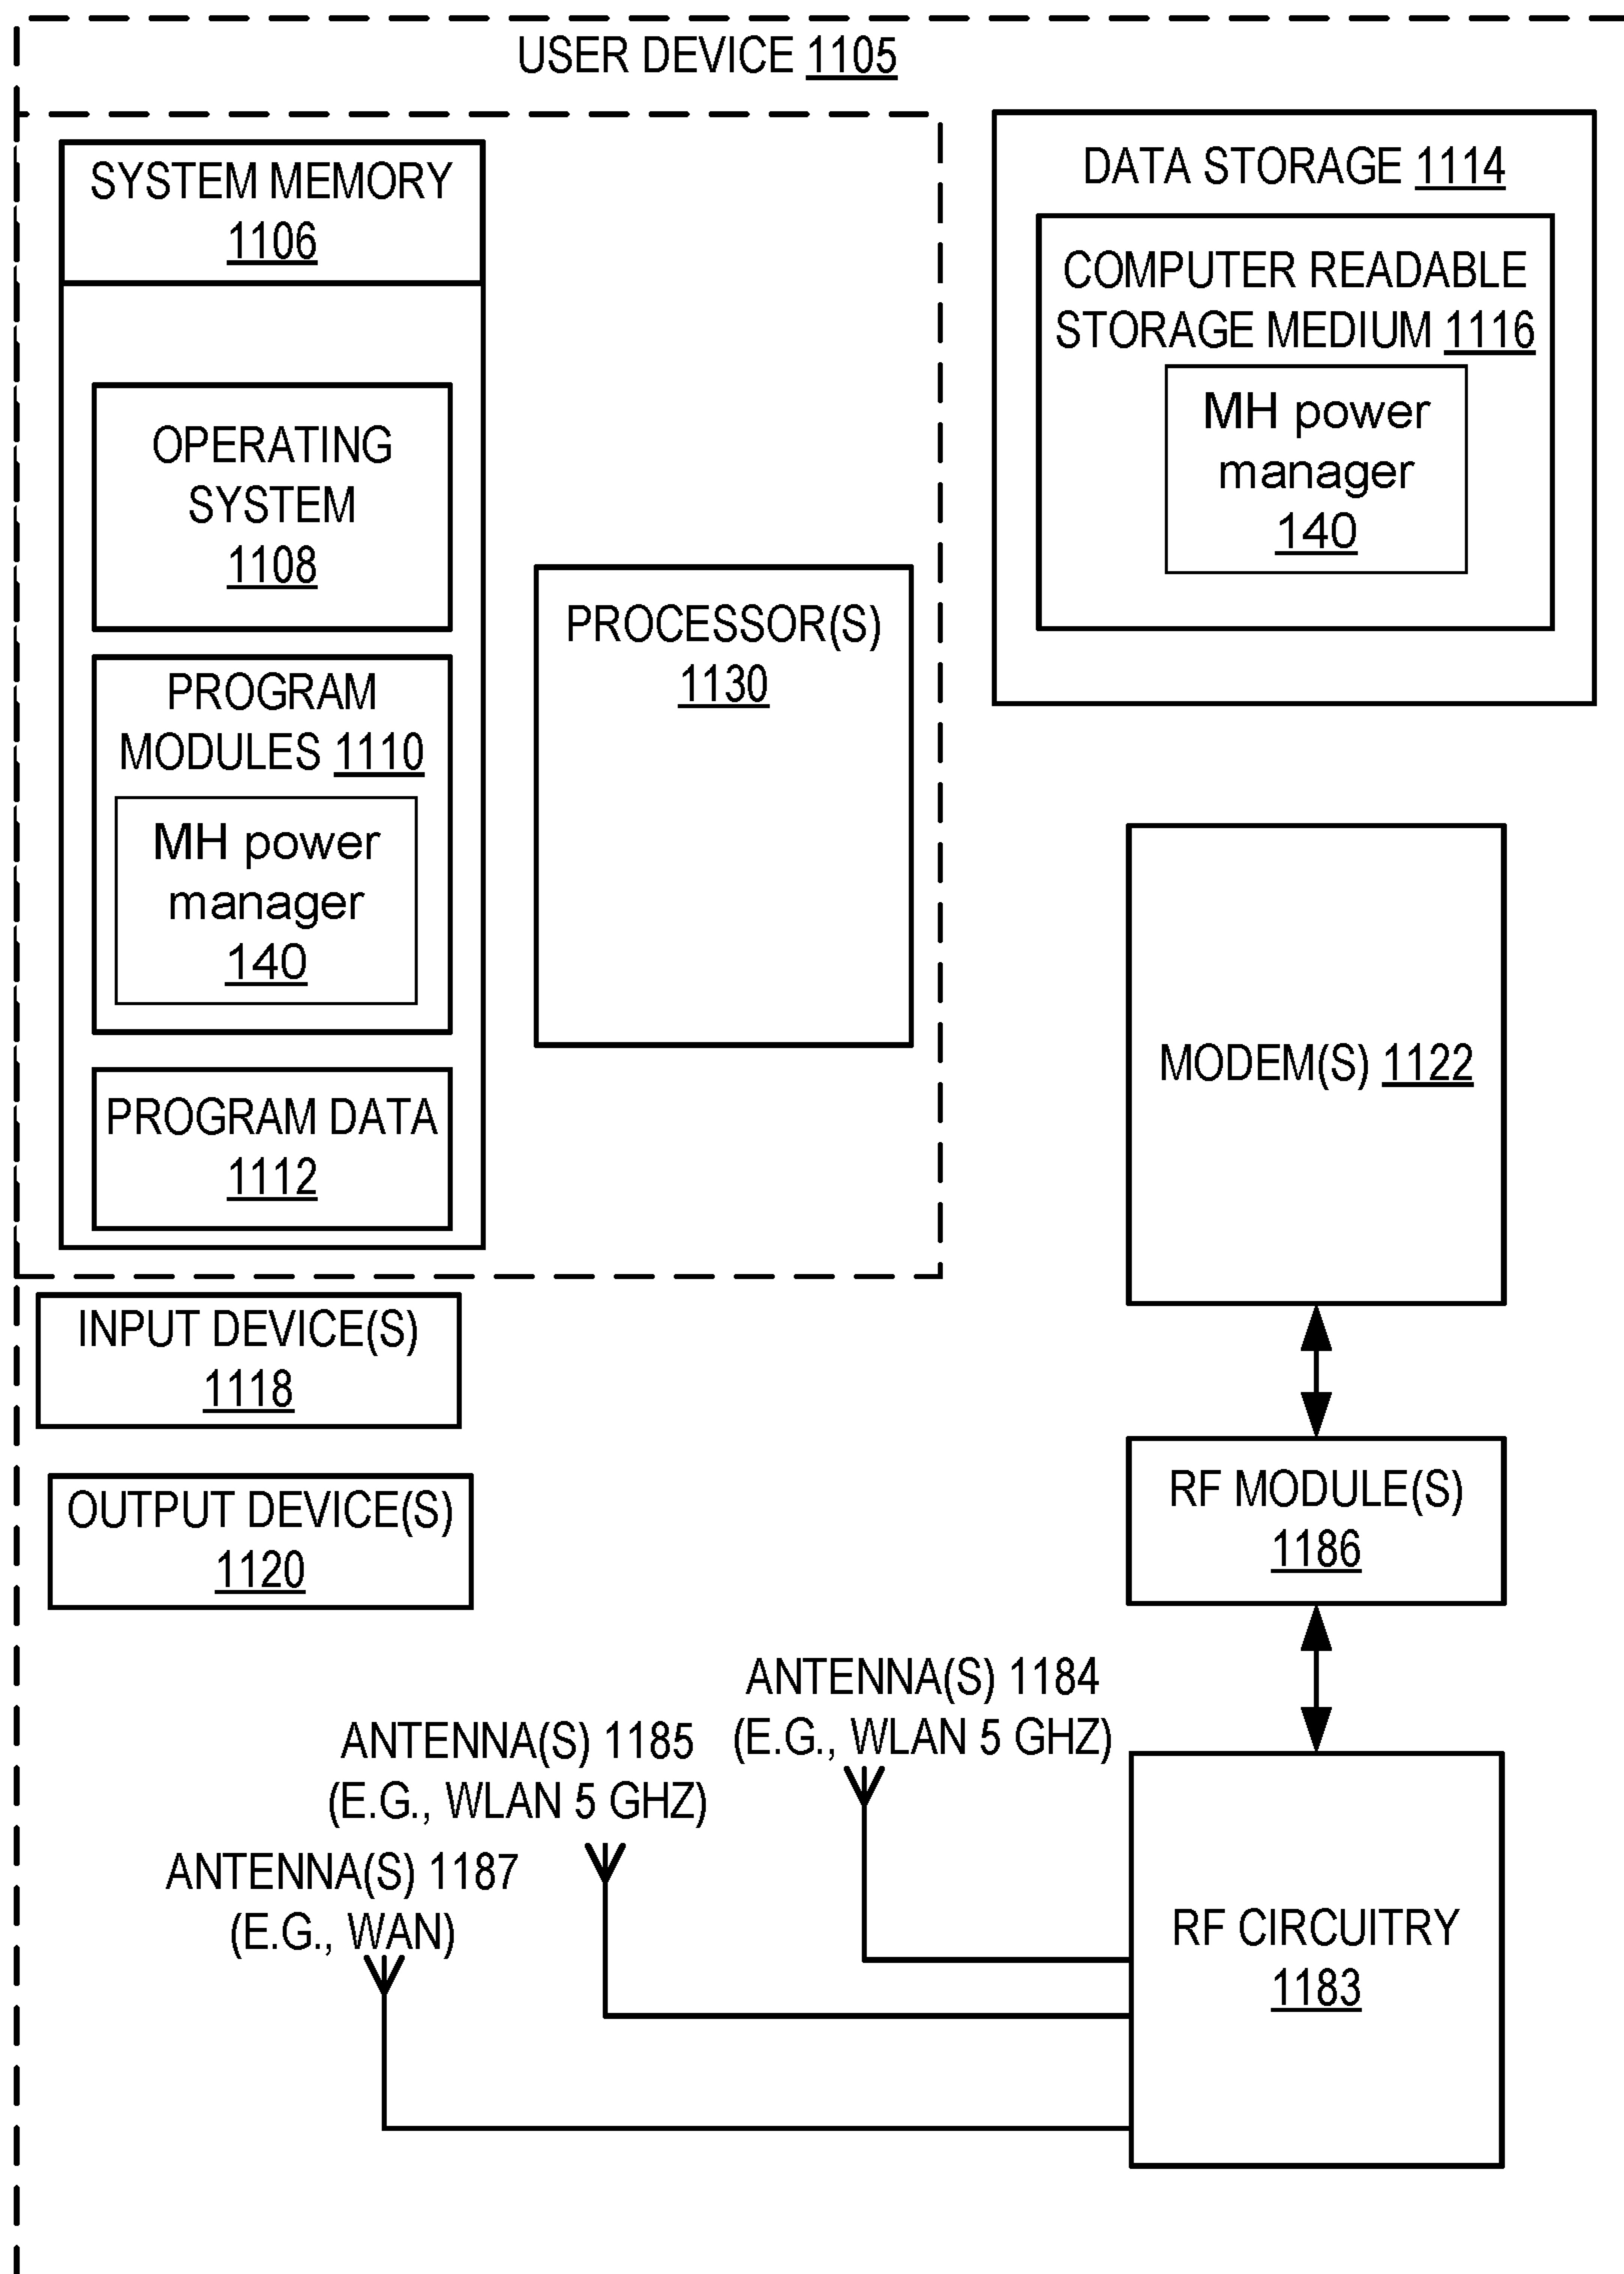 USER DEVICE 1105
SYSTEM MEMORY
1106
OPERATING
SYSTEM
1108
PROGRAM
MODULES 1110
MH power
manager
140
PROGRAM DATA
1112
PROCESSOR(S)
1130
DATA STORAGE 1114
COMPUTER READABLE
STORAGE MEDIUM 1116
MH power
manager
140
MODEM(S) 1122
INPUT DEVICE(S)
1118
OUTPUT DEVICE(S)
1120
RF MODULE(S)
1186
ANTENNA(S) 1184
(E.G., WLAN 5 GHZ)
ANTENNA(S) 1185
(E.G., WLAN 5 GHZ)
ANTENNA(S) 1187
(E.G., WAN)
RF CIRCUITRY
1183